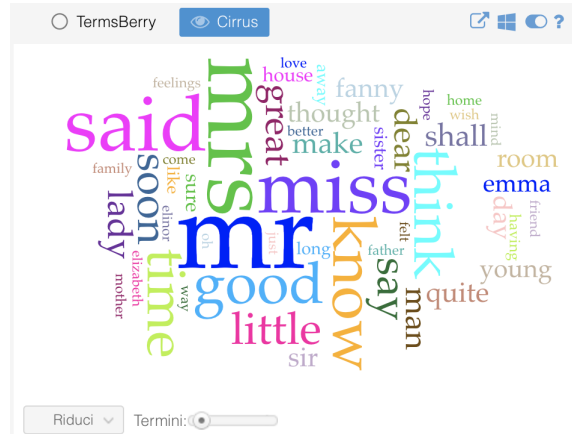 TermsBerry Cirrus ?
love
feelings house away fanny
mrs great thought hope home
said better make dear shall wish mind
sister
family soon come like sure miss think room
emma
lady elinor mr oh just long know felt day having friend
father
elizabeth time way good say man young
mother little quite
sir
Riduci Termini: